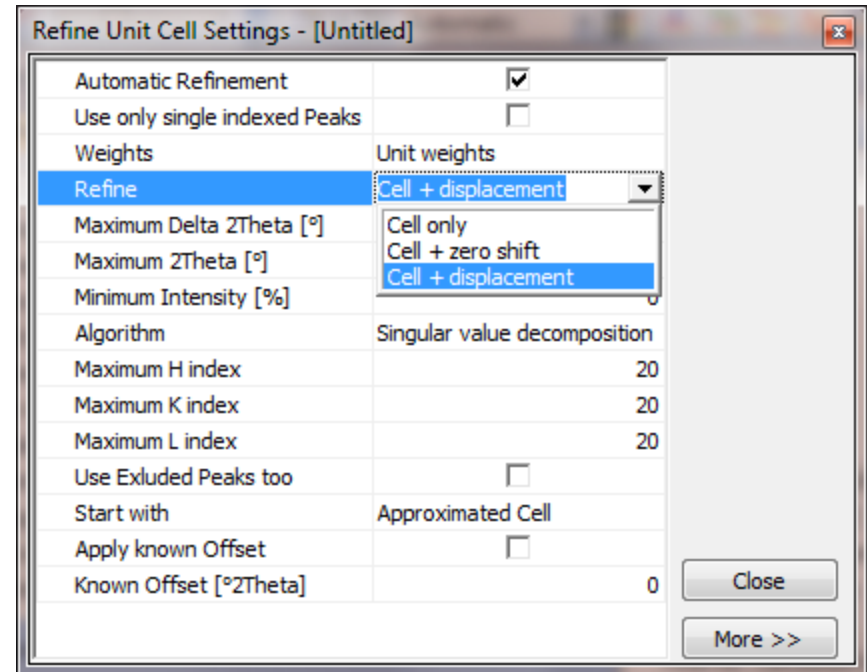 Refine Unit Cell Settings - [Untitled]
Automatic Refinement
Use only single indexed Peaks
Weights Unit weights
Refine Cell + displacement
Maximum Delta 2Theta [°] Cell only
Maximum 2Theta [°] Cell + zero shift
Cell + displacement
Minimum Intensity [%] 0
Algorithm Singular value decomposition
Maximum H index 20
Maximum K index 20
Maximum L index 20
Use Exluded Peaks too
Start with Approximated Cell
Apply known Offset
Known Offset [°2Theta] 0
Close
More >>